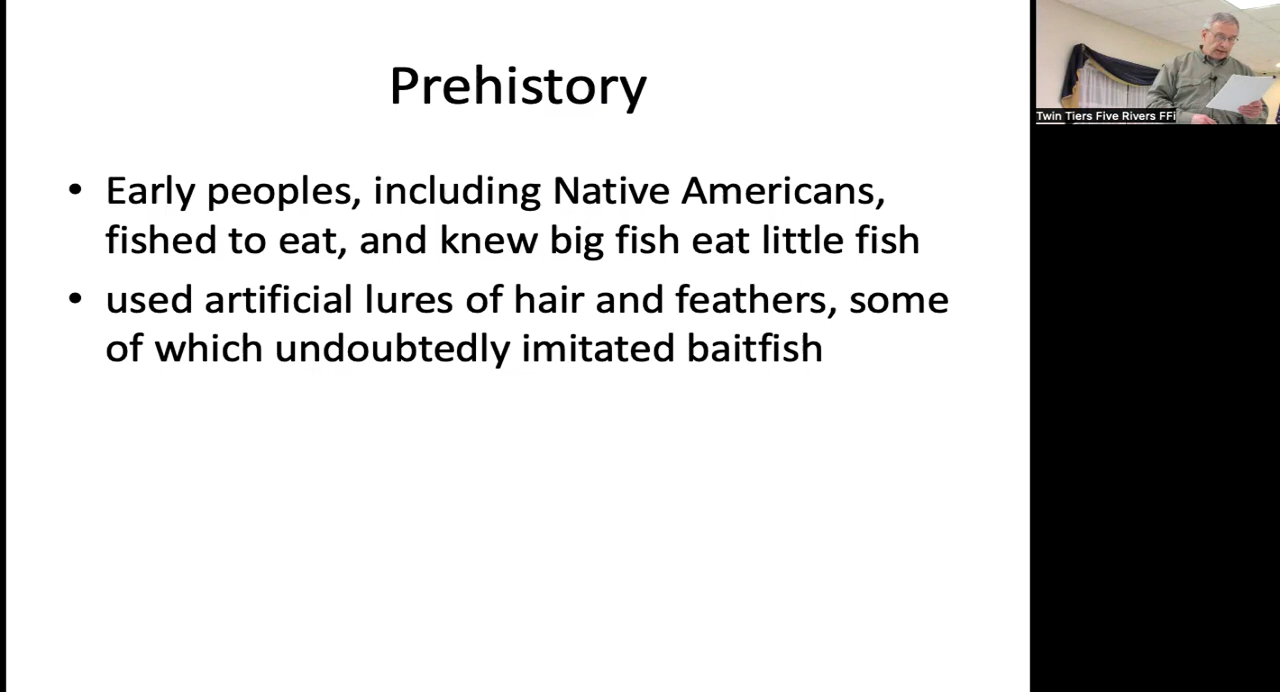 Prehistory
• Early peoples, including Native Americans,
fished to eat, and knew big fish eat little fish
• used artificial lures of hair and feathers, some
of which undoubtedly imitated baitfish
Twin Tiers Five Rivers FFi